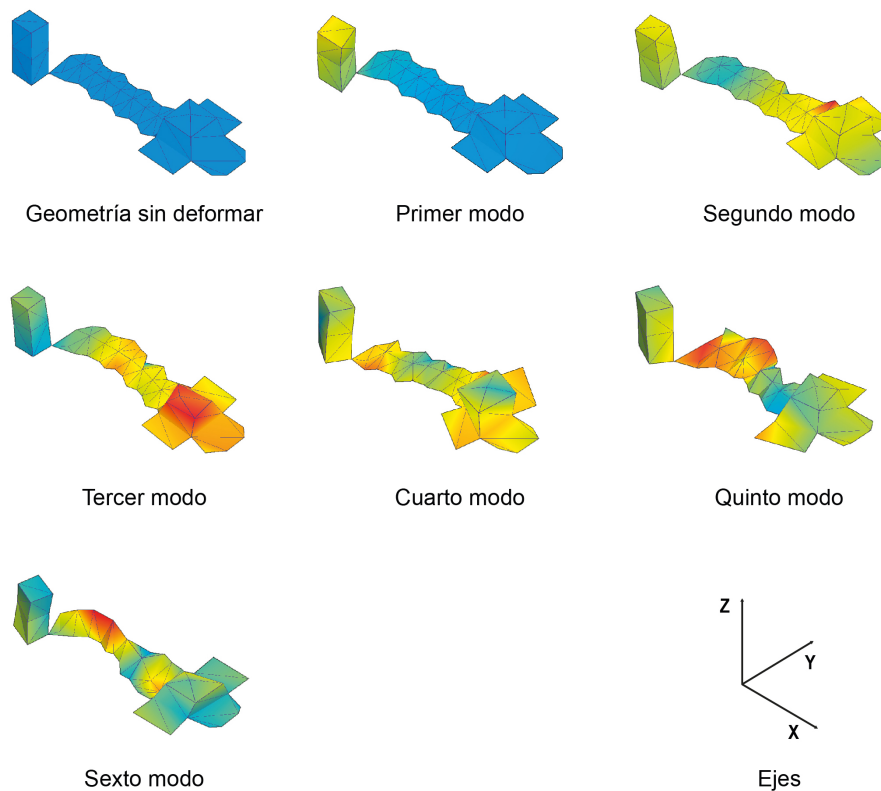 Geometría sin deformar
Primer modo
Segundo modo
Tercer modo
Cuarto modo
Quinto modo
Z
Y
X
Sexto modo
Ejes